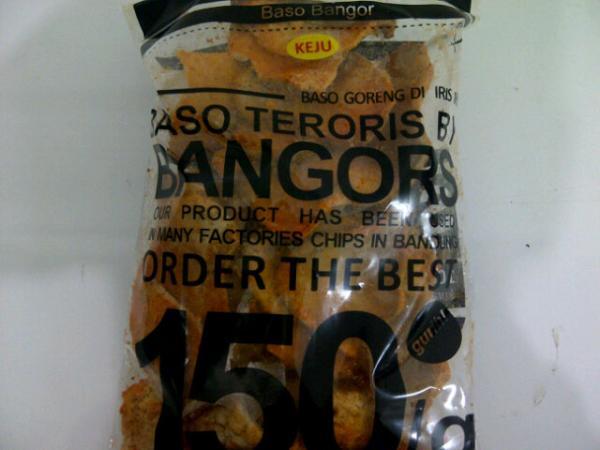 Baso Bangor
KEJU
BASO GORENG DI IRIS
BASO TERORIS BY
BANGORS
OUR PRODUCT HAS BEEN USED
IN MANY FACTORIES CHIPS IN BANDUNG
ORDER THE BEST
150
gurih!
/g